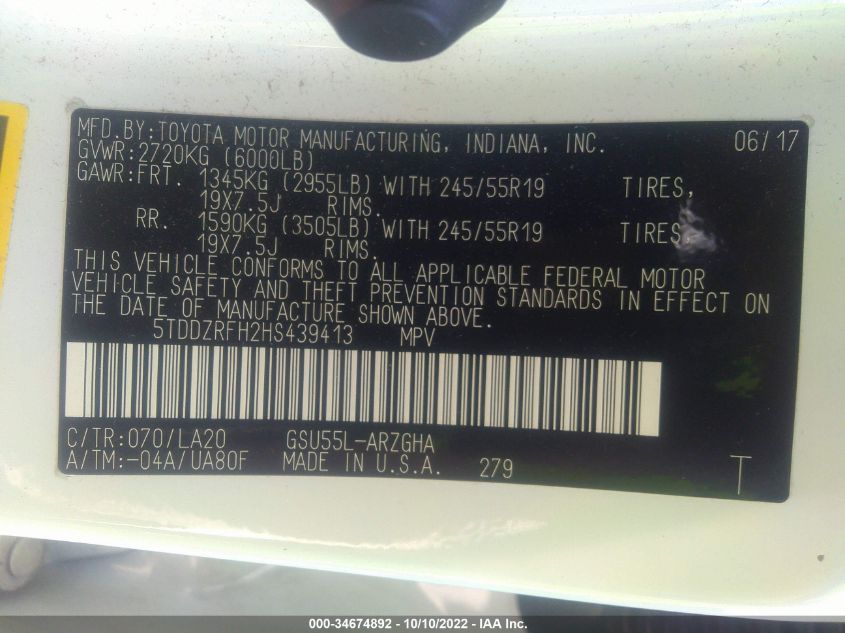 MFD.BY:TOYOTA MOTOR MANUFACTURING, INDIANA, INC. 06/17
GVWR:2720KG (6000LB)
GAWR:FRT. 1345KG (2955LB) WITH 245/55R19 TIRES,
19X7.5J RIMS.
RR. 1590KG (3505LB) WITH 245/55R19 TIRES,
19X7.5J RIMS.
THIS VEHICLE CONFORMS TO ALL APPLICABLE FEDERAL MOTOR
VEHICLE SAFETY AND THEFT PREVENTION STANDARDS IN EFFECT ON
THE DATE OF MANUFACTURE SHOWN ABOVE.
5TDDZRFH2HS439413 MPV
C/TR:070/LA20 GSU55L-ARZGHA
A/TM:-04A/UA80F MADE IN U.S.A. 279 T
000-34674892 - 10/10/2022 - IAA Inc.